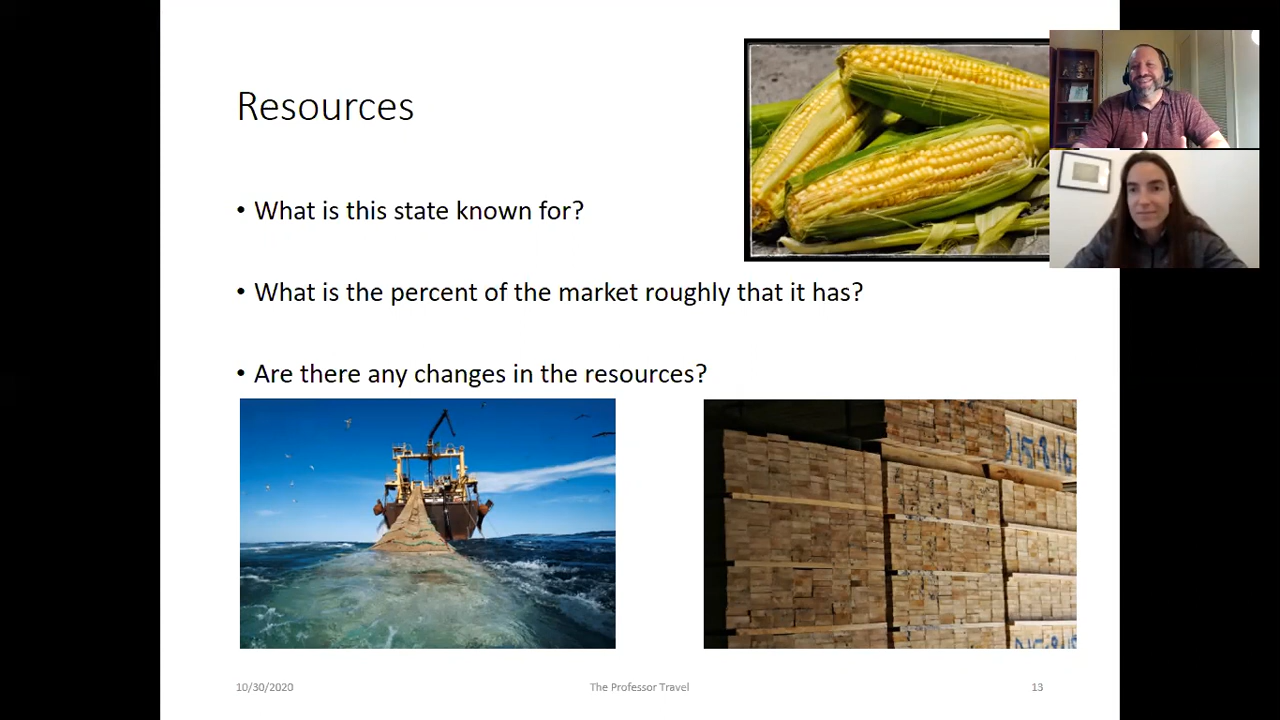 Resources
• What is this state known for?
• What is the percent of the market roughly that it has?
• Are there any changes in the resources?
10/30/2020
The Professor Travel
13